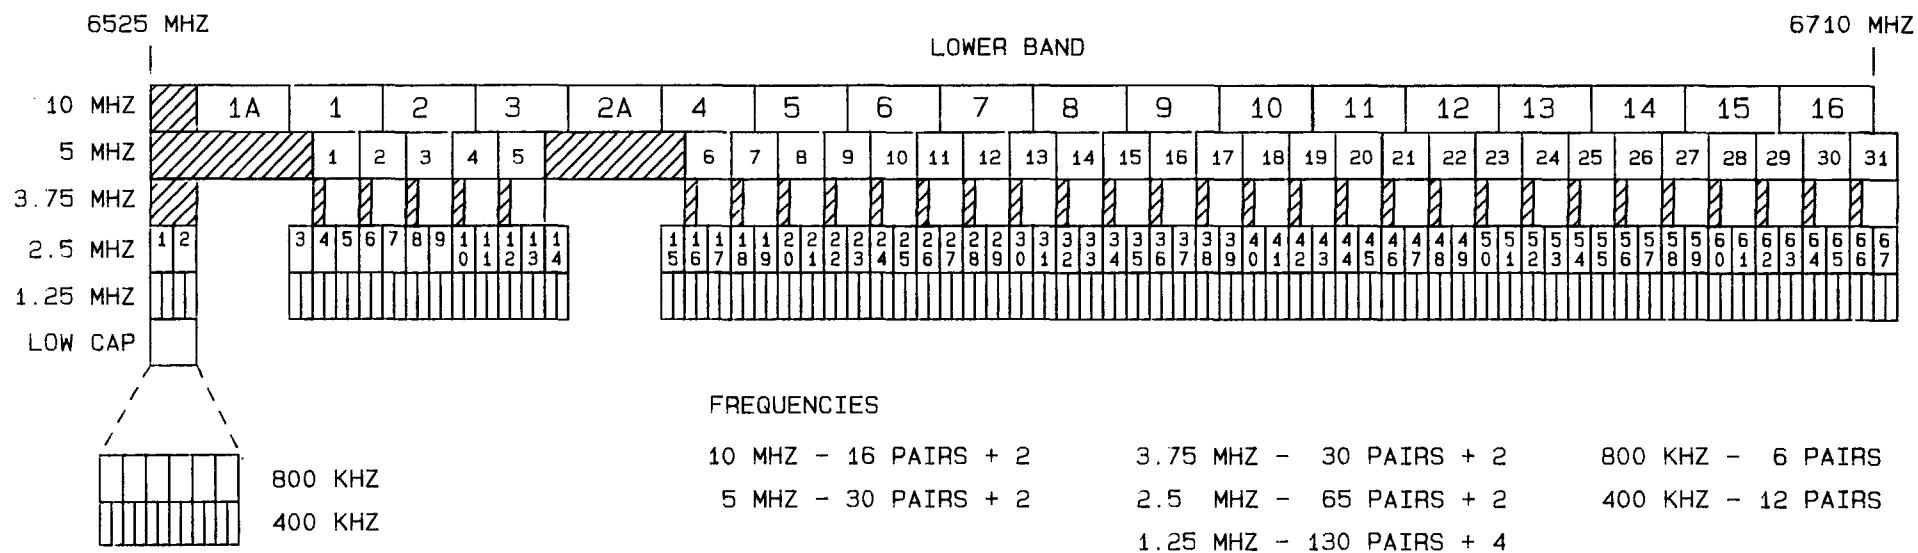 6525 MHZ
6710 MHZ
LOWER BAND
10 MHZ 1A 1 2 3 2A 4 5 6 7 8 9 10 11 12 13 14 15 16
5 MHZ 1 2 3 4 5 6 7 8 9 10 11 12 13 14 15 16 17 18 19 20 21 22 23 24 25 26 27 28 29 30 31
3.75 MHZ
2.5 MHZ 1 2 3 4 5 6 7 8 9 10 11 12 13 14 15 16 17 18 19 20 21 22 23 24 25 26 27 28 29 30 31 32 33 34 35 36 37 38 39 40 41 42 43 44 45 46 47 48 49 50 51 52 53 54 55 56 57 58 59 60 61 62 63 64 65 66 67
1.25 MHZ
LOW CAP
FREQUENCIES
10 MHZ - 16 PAIRS + 2 3.75 MHZ - 30 PAIRS + 2 800 KHZ - 6 PAIRS
800 KHZ
5 MHZ - 30 PAIRS + 2 2.5 MHZ - 65 PAIRS + 2 400 KHZ - 12 PAIRS
400 KHZ
1.25 MHZ - 130 PAIRS + 4